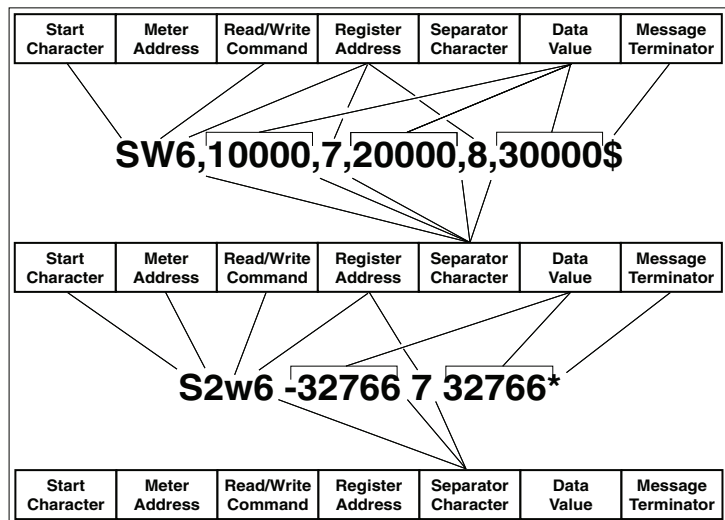 Start Character Meter Address Read/Write Command Register Address Separator Character Data Value Message Terminator
SW6,10000,7,20000,8,30000$
Start Character Meter Address Read/Write Command Register Address Separator Character Data Value Message Terminator
S2w6 -32766 7 32766*
Start Character Meter Address Read/Write Command Register Address Separator Character Data Value Message Terminator